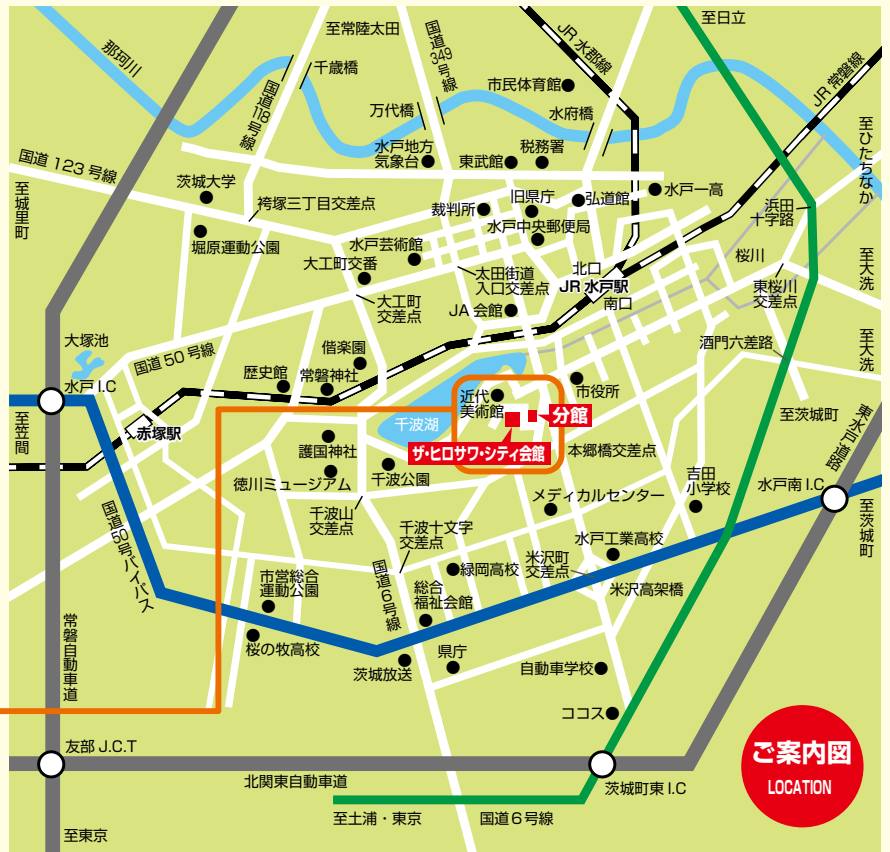 至常陸太田
国道349号線
JR 水郡線
至日立
那珂川
千歳橋
国道118号線
市民体育館
JR 常磐線
万代橋
水府橋
至ひたちなか
国道123号線
水戸地方
気象台
東武館
税務署
至城里町
茨城大学
袴塚三丁目交差点
裁判所
旧県庁
弘道館
水戸一高
浜田
十字路
堀原運動公園
水戸芸術館
水戸中央郵便局
大工町交番
太田街道
入口交差点
北口
JR 水戸駅
南口
桜川
東桜川
交差点
至大洗
大工町
交差点
JA 会館
大塚池
国道50号線
偕楽園
酒門六差路
至大洗
水戸 I.C
歴史館
常磐神社
近代
美術館
市役所
分館
至茨城町
至笠間
赤塚駅
千波湖
ザ・ヒロサワ・シティ会館
本郷橋交差点
東水戸道路
護国神社
徳川ミュージアム
千波公園
吉田
小学校
水戸南 I.C
国道50号バイパス
千波山
交差点
メディカルセンター
至茨城町
千波十文字
交差点
水戸工業高校
国道6号線
緑岡高校
米沢町
交差点
米沢高架橋
市営総合
運動公園
総合
福祉会館
常磐自動車道
桜の牧高校
茨城放送
県庁
自動車学校
ココス
友部 J.C.T
北関東自動車道
茨城町東 I.C
ご案内図
LOCATION
至東京
至土浦・東京
国道6号線